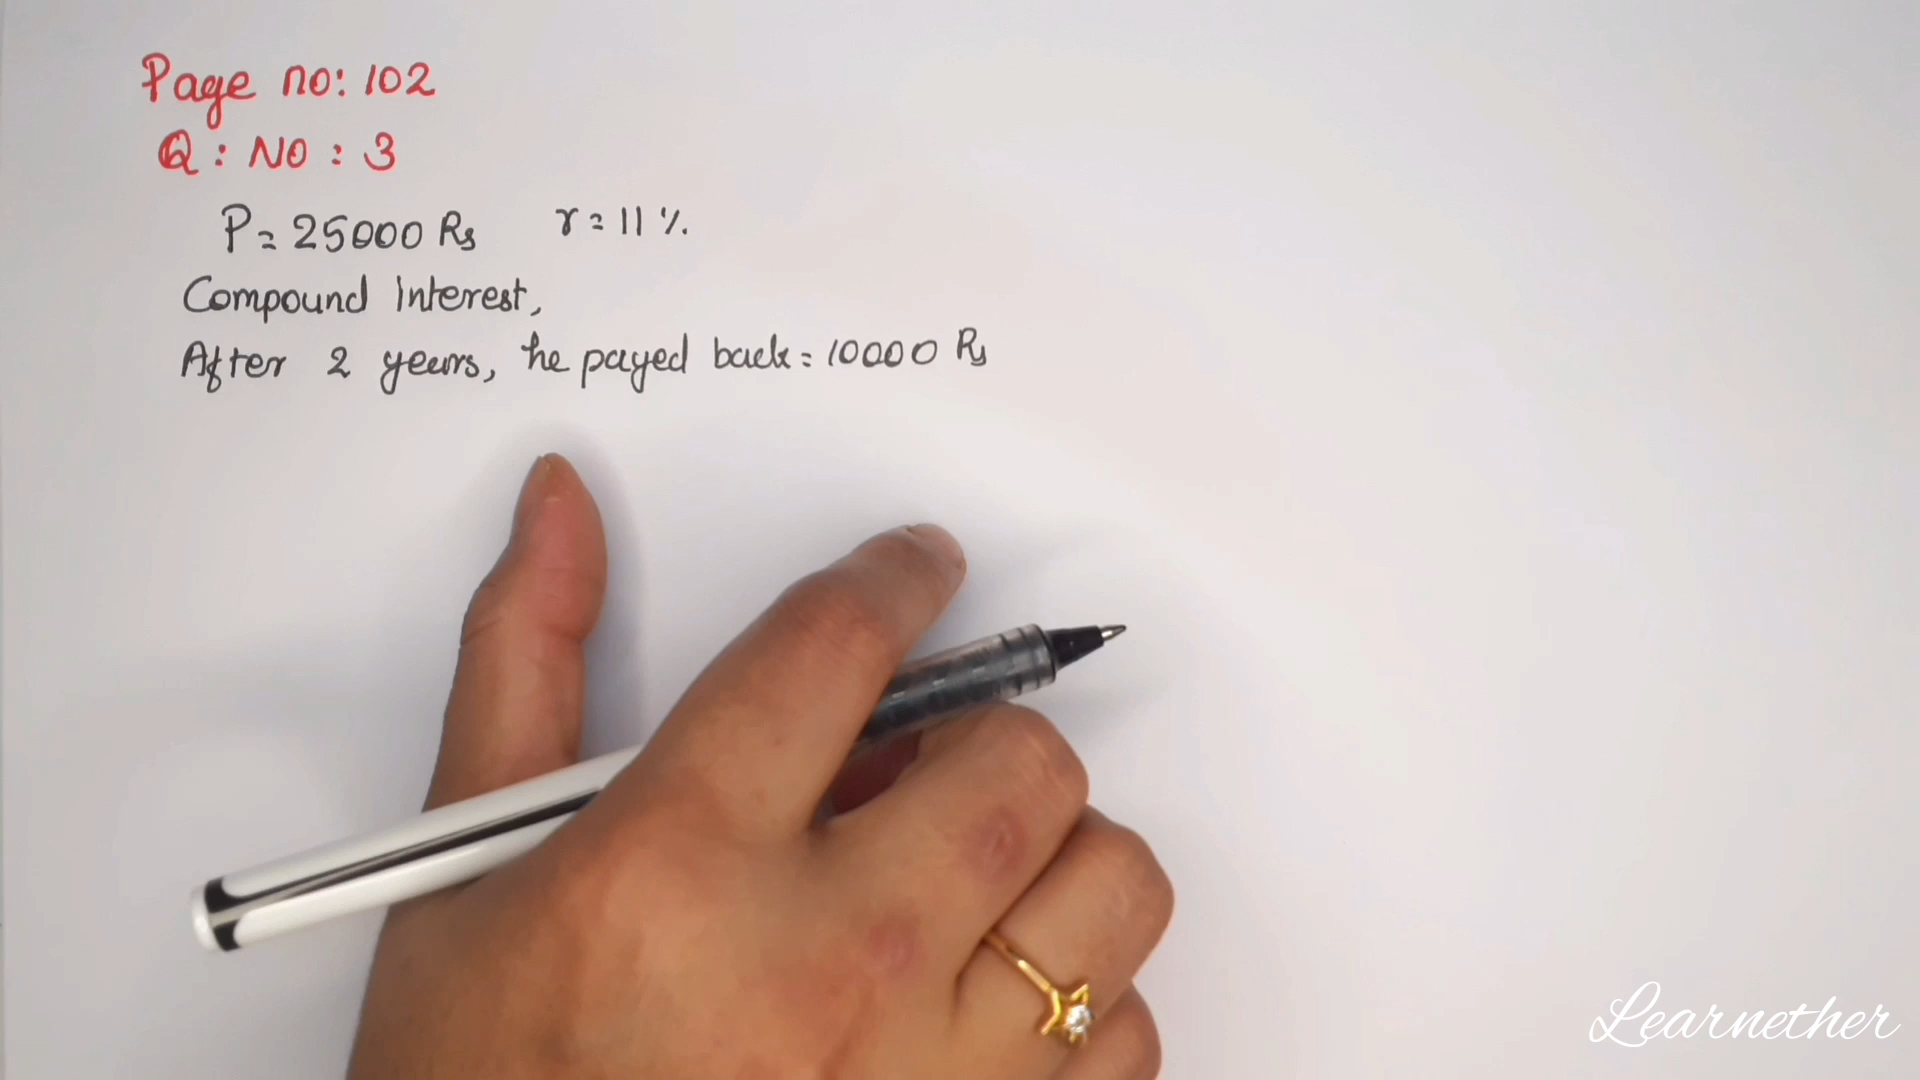 Page no: 102
Q : NO : 3
P = 25000 Rs r = 11 %.
Compound interest,
After 2 years, he payed back = 10000 Rs
Learnether